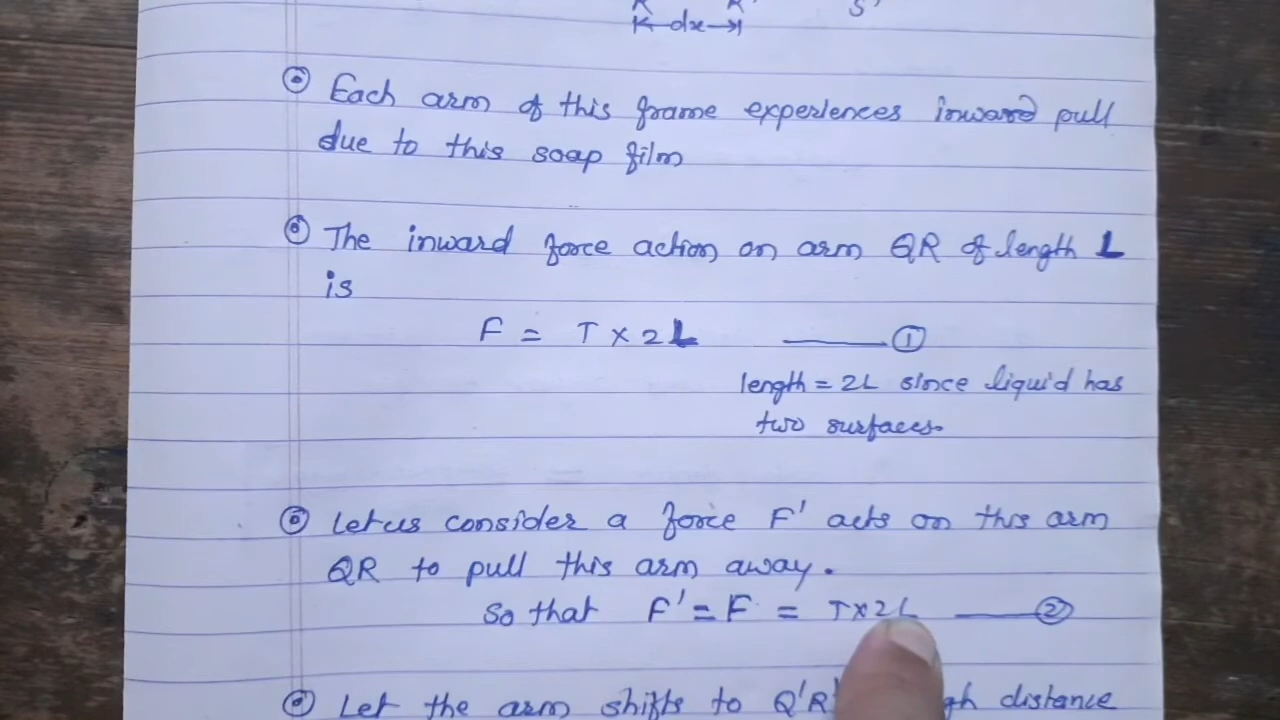 dx
Each arm of this frame experiences inward pull
due to this soap film
The inward force action on arm QR of length L
is
F = T × 2L ——— ①
length = 2L since liquid has
two surfaces.
Let us consider a force F' acts on this arm
QR to pull this arm away.
So that F' = F = T×2L ——— ②
Let the arm shifts to Q'R' distance